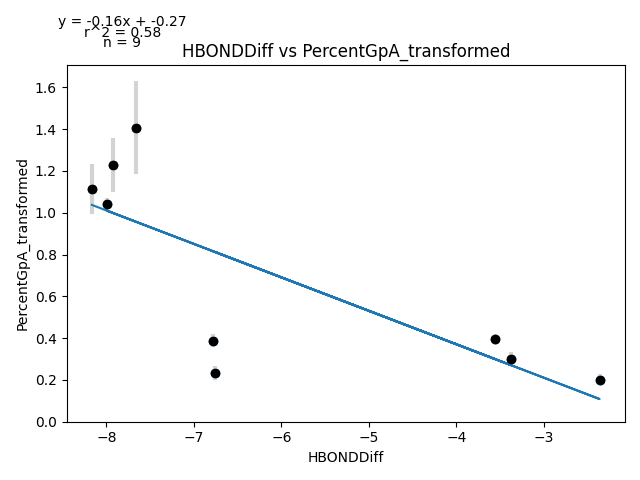 y = -0.16x + -0.27
r^2 = 0.58
n = 9
HBONDDiff vs PercentGpA_transformed
PercentGpA_transformed
1.6
1.4
1.2
1.0
0.8
0.6
0.4
0.2
0.0
−8
−7
−6
−5
−4
−3
HBONDDiff